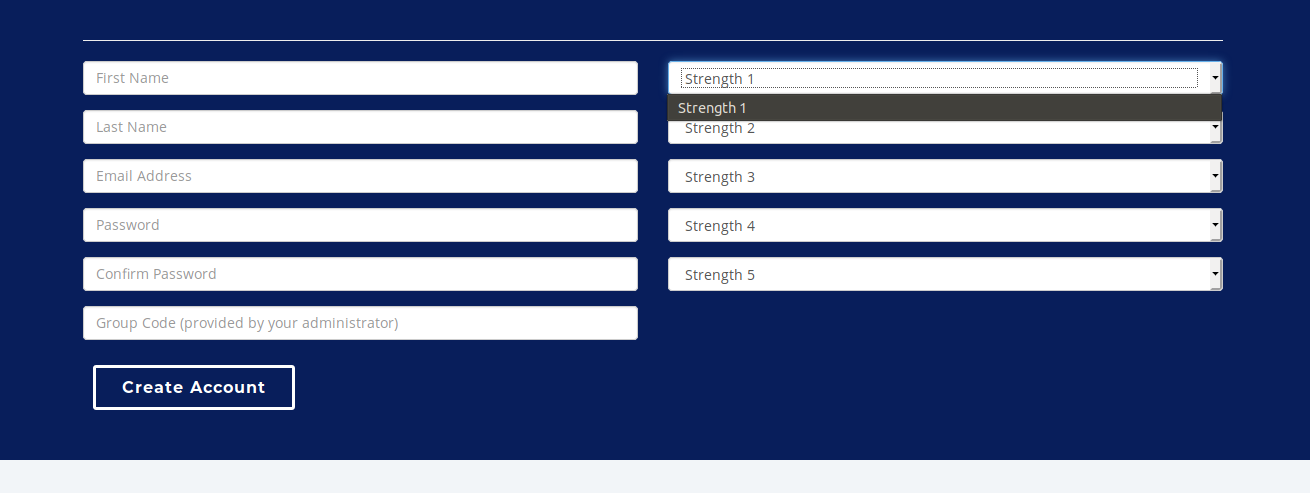 First Name
Last Name
Email Address
Password
Confirm Password
Group Code (provided by your administrator)
Create Account
Strength 1
Strength 1
Strength 2
Strength 3
Strength 4
Strength 5